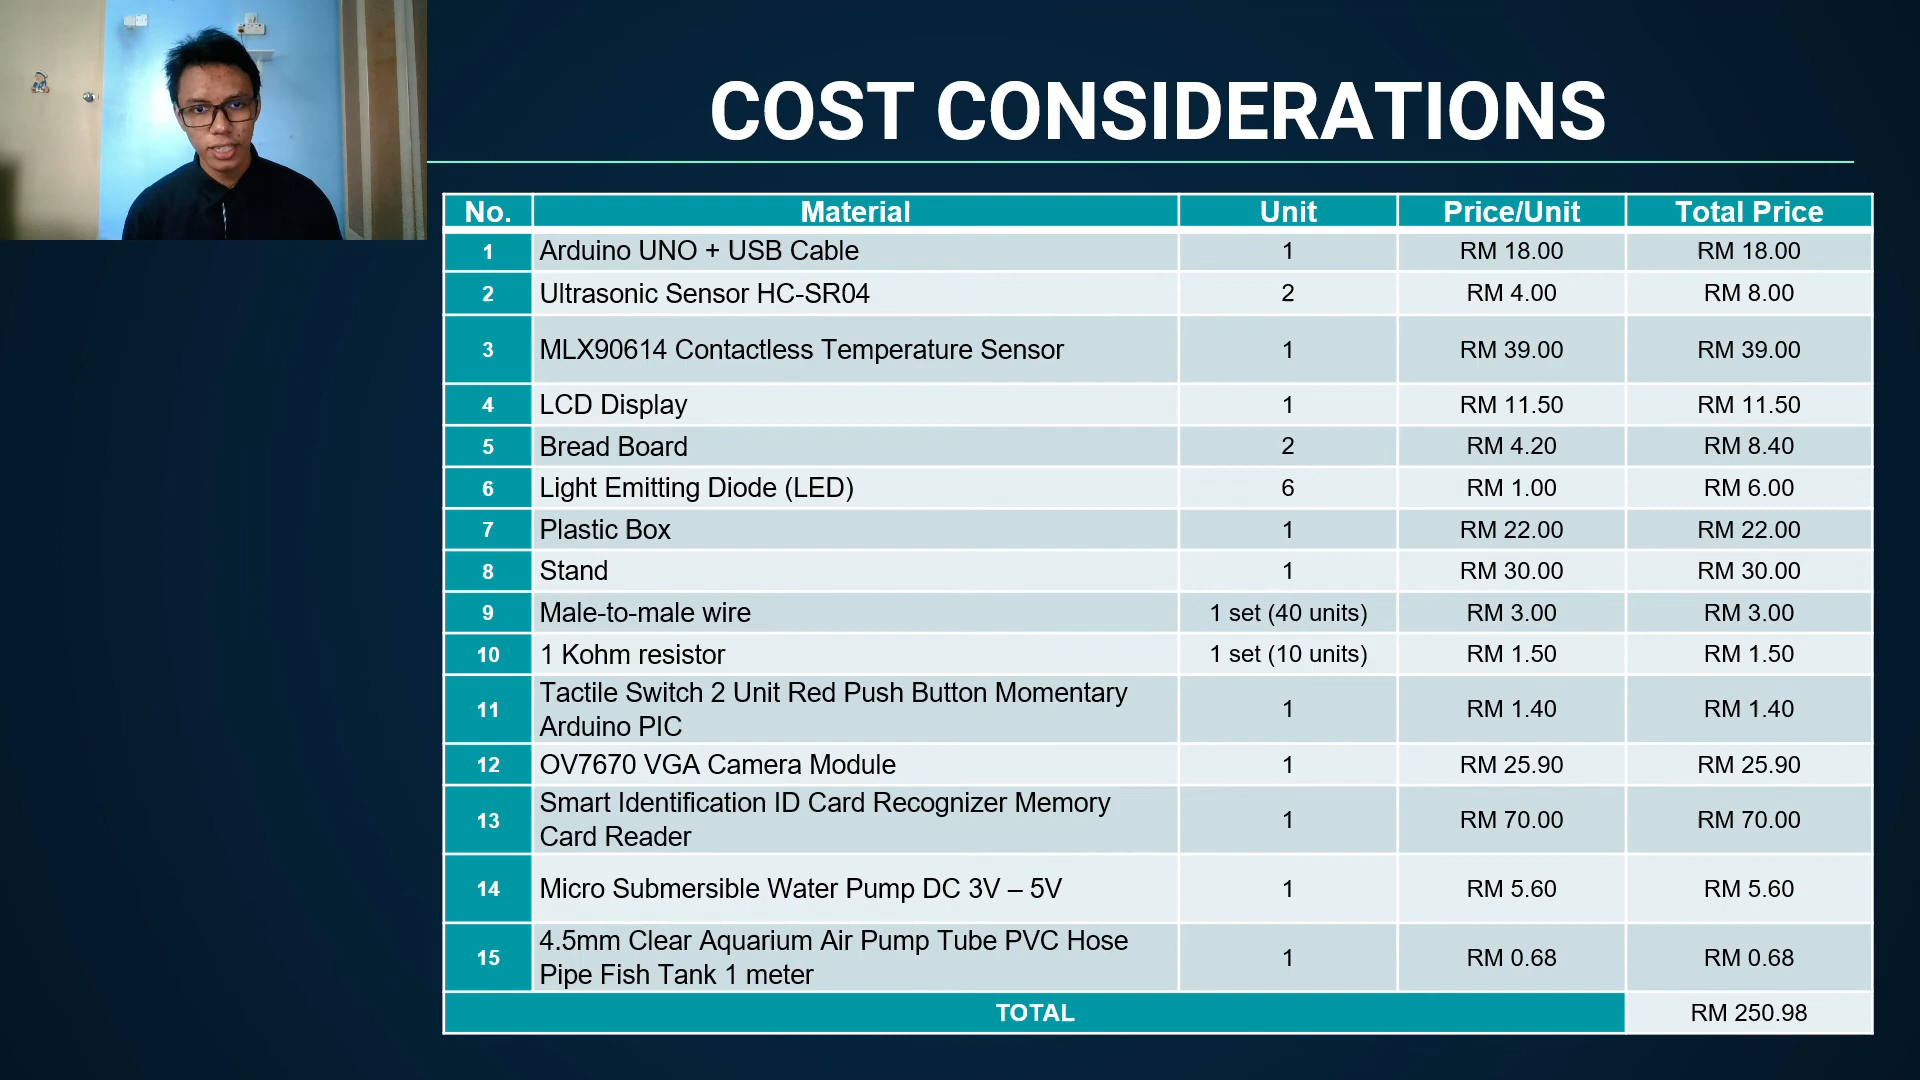 COST CONSIDERATIONS
No. Material Unit Price/Unit Total Price
1 Arduino UNO + USB Cable 1 RM 18.00 RM 18.00
2 Ultrasonic Sensor HC-SR04 2 RM 4.00 RM 8.00
3 MLX90614 Contactless Temperature Sensor 1 RM 39.00 RM 39.00
4 LCD Display 1 RM 11.50 RM 11.50
5 Bread Board 2 RM 4.20 RM 8.40
6 Light Emitting Diode (LED) 6 RM 1.00 RM 6.00
7 Plastic Box 1 RM 22.00 RM 22.00
8 Stand 1 RM 30.00 RM 30.00
9 Male-to-male wire 1 set (40 units) RM 3.00 RM 3.00
10 1 Kohm resistor 1 set (10 units) RM 1.50 RM 1.50
11 Tactile Switch 2 Unit Red Push Button Momentary
Arduino PIC 1 RM 1.40 RM 1.40
12 OV7670 VGA Camera Module 1 RM 25.90 RM 25.90
13 Smart Identification ID Card Recognizer Memory
Card Reader 1 RM 70.00 RM 70.00
14 Micro Submersible Water Pump DC 3V – 5V 1 RM 5.60 RM 5.60
15 4.5mm Clear Aquarium Air Pump Tube PVC Hose
Pipe Fish Tank 1 meter 1 RM 0.68 RM 0.68
TOTAL RM 250.98